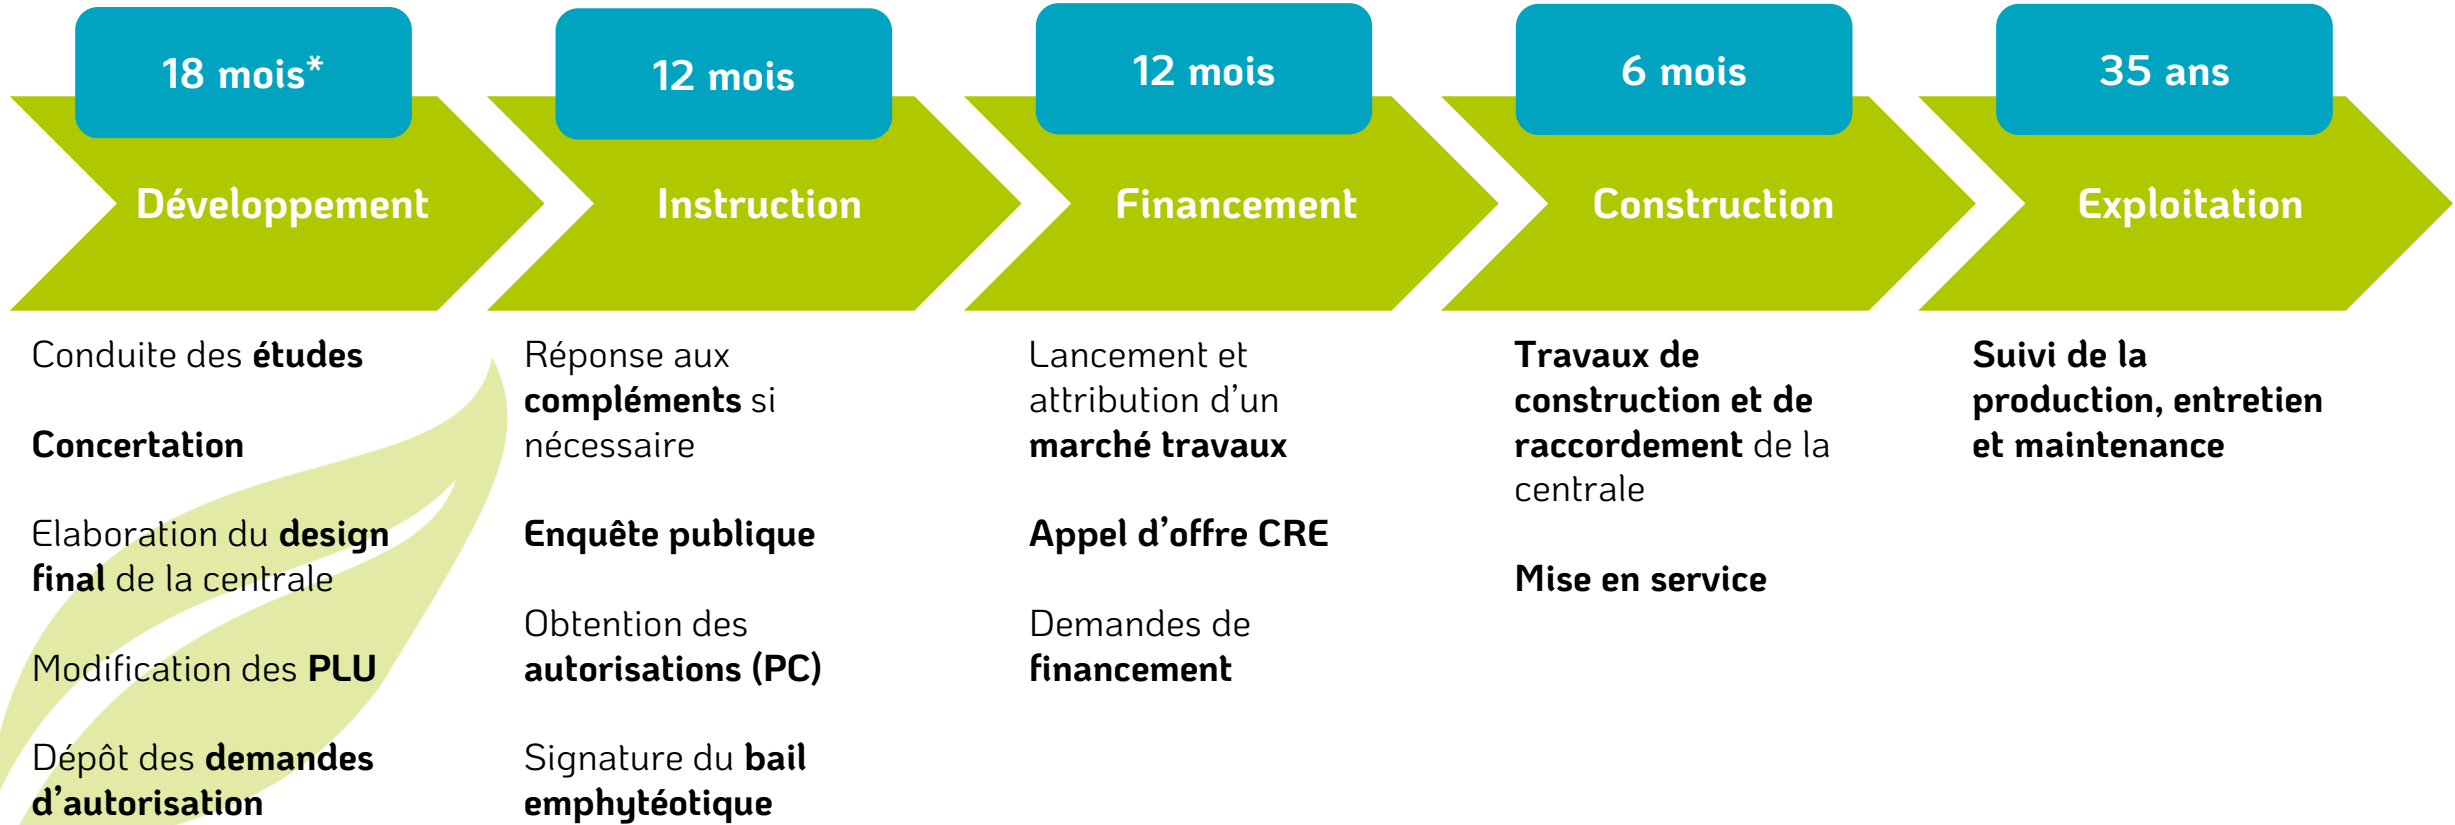 18 mois*
12 mois
12 mois
6 mois
35 ans
Développement
Instruction
Financement
Construction
Exploitation
Conduite des études
Concertation
Elaboration du design
final de la centrale
Modification des PLU
Dépôt des demandes
d'autorisation
Réponse aux
compléments si
nécessaire
Enquête publique
Obtention des
autorisations (PC)
Signature du bail
emphytéotique
Lancement et
attribution d'un
marché travaux
Appel d'offre CRE
Demandes de
financement
Travaux de
construction et de
raccordement de la
centrale
Mise en service
Suivi de la
production, entretien
et maintenance